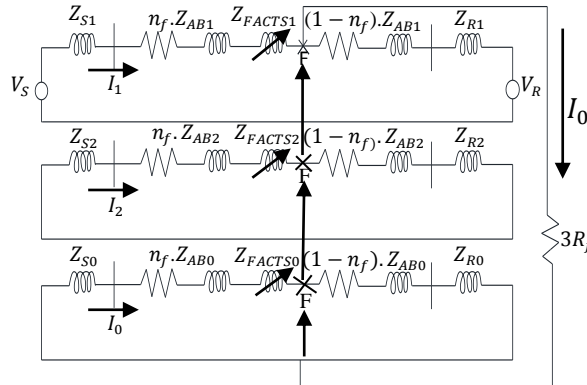 Z_{S1} n_f.Z_{AB1} Z_{FACTS1} (1 − n_f).Z_{AB1} Z_{R1}
F
I_1
V_S V_R
I_0
Z_{S2} n_f.Z_{AB2} Z_{FACTS2} (1 − n_f).Z_{AB2} Z_{R2}
F
I_2
3R_f
Z_{S0} n_f.Z_{AB0} Z_{FACTS0} (1 − n_f).Z_{AB0} Z_{R0}
F
I_0